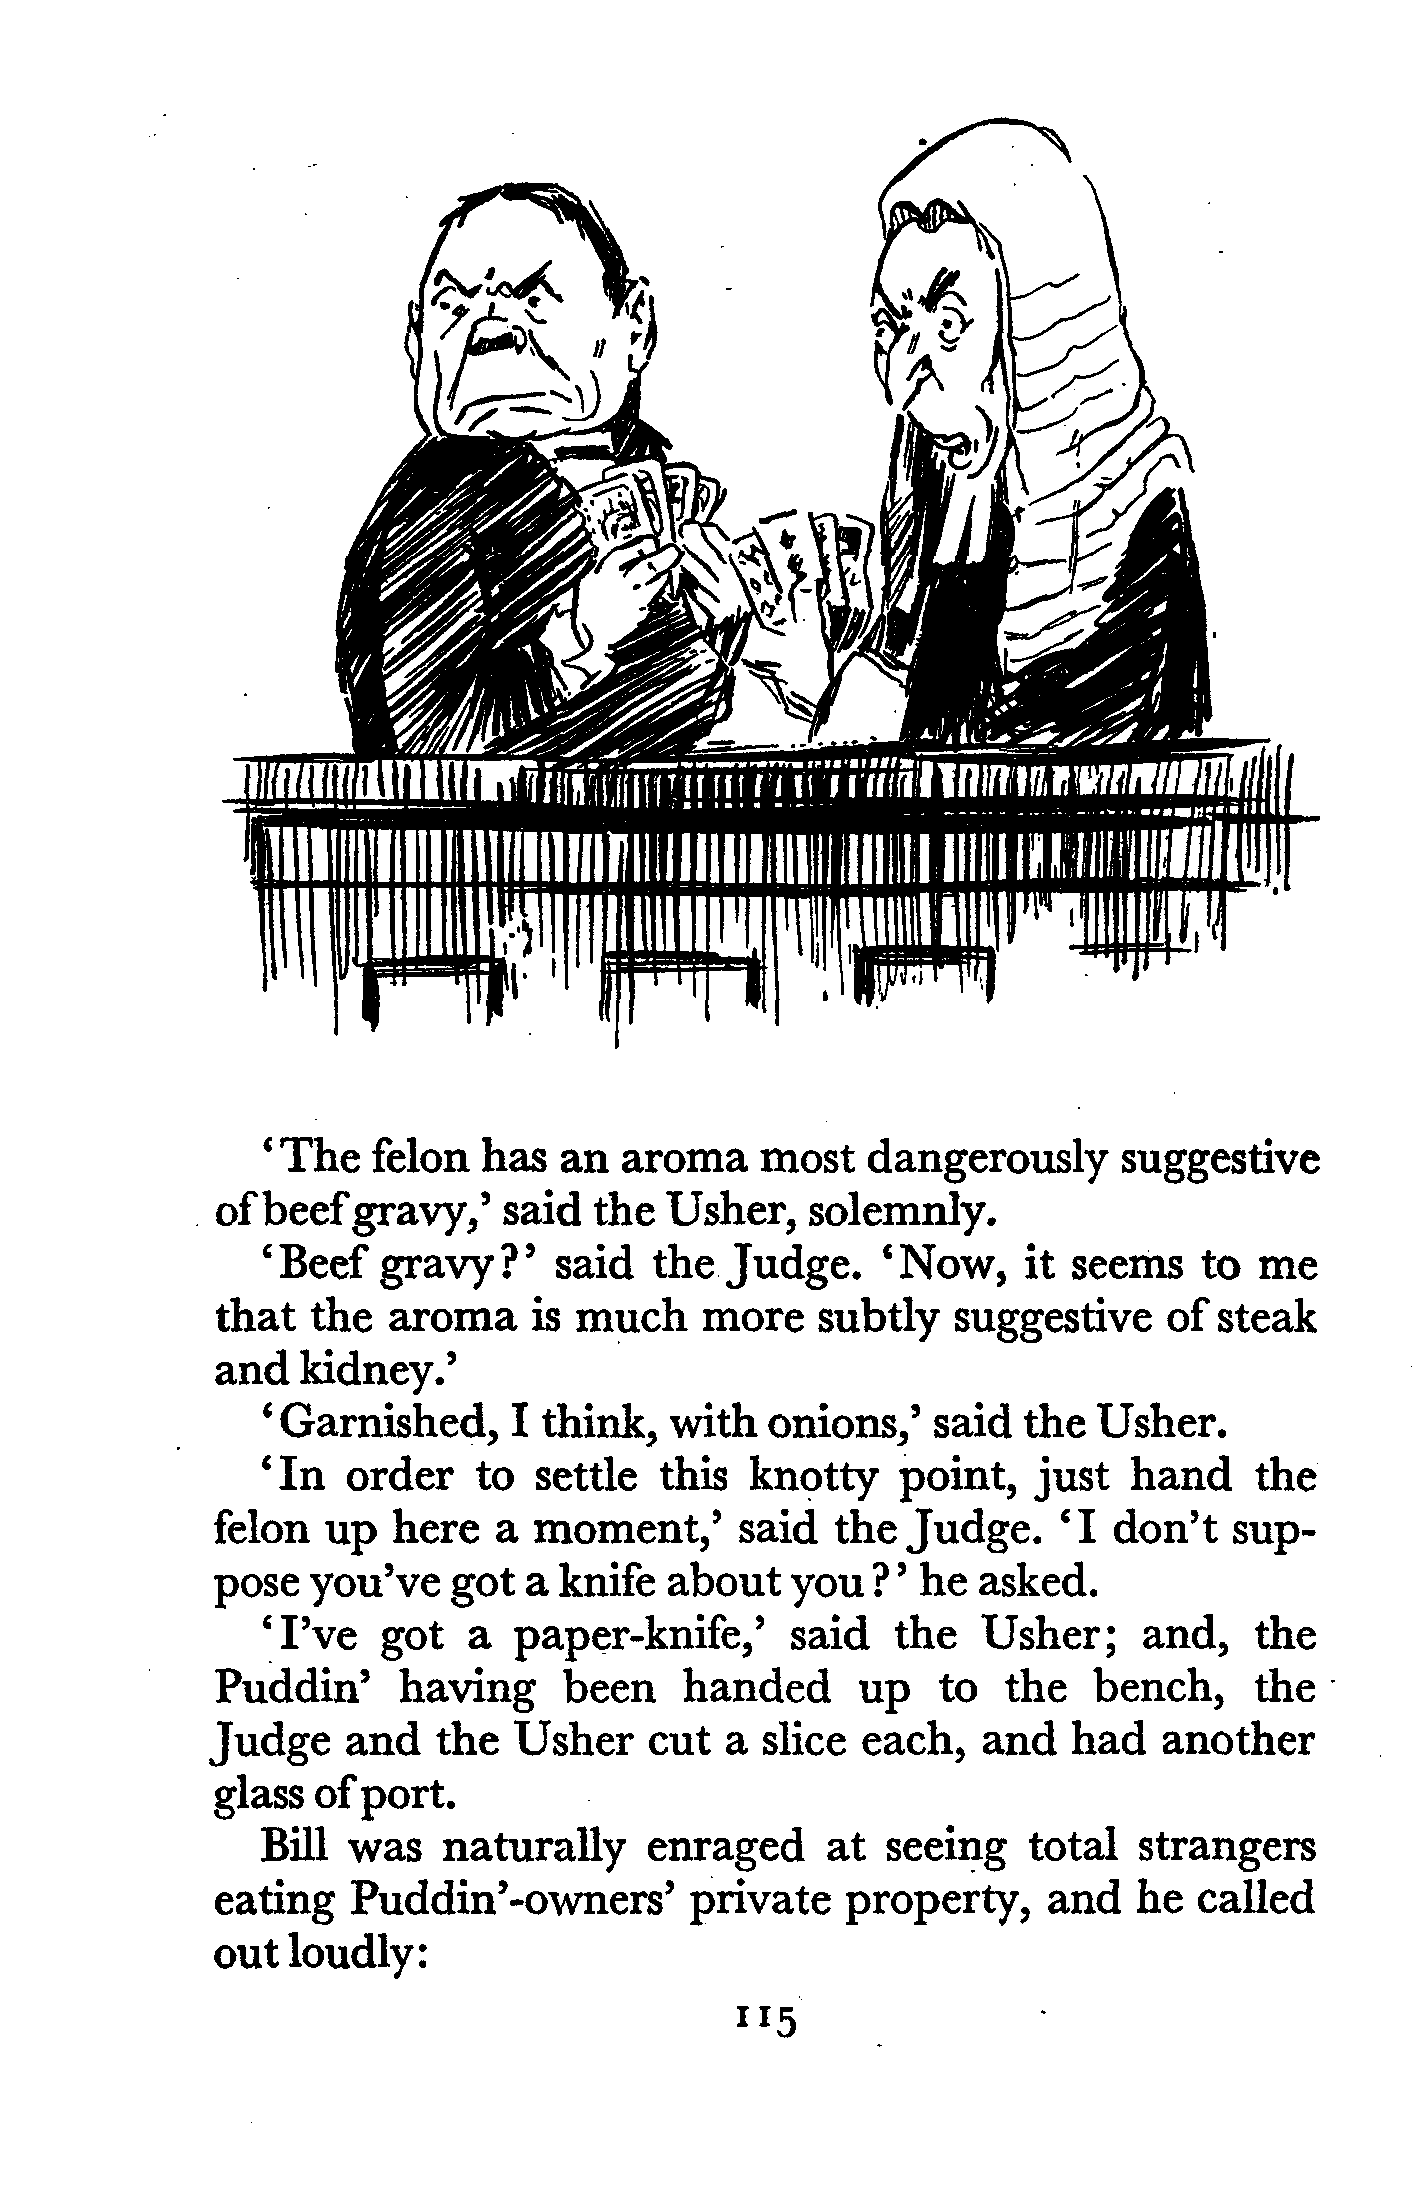 ‘The felon has an aroma most dangerously suggestive
of beef gravy,’ said the Usher, solemnly.
‘Beef gravy?’ said the Judge. ‘Now, it seems to me
that the aroma is much more subtly suggestive of steak
and kidney.’
‘Garnished, I think, with onions,’ said the Usher.
‘In order to settle this knotty point, just hand the
felon up here a moment,’ said the Judge. ‘I don’t sup-
pose you’ve got a knife about you?’ he asked.
‘I’ve got a paper-knife,’ said the Usher; and, the
Puddin’ having been handed up to the bench, the
Judge and the Usher cut a slice each, and had another
glass of port.
Bill was naturally enraged at seeing total strangers
eating Puddin’-owners’ private property, and he called
out loudly:
115